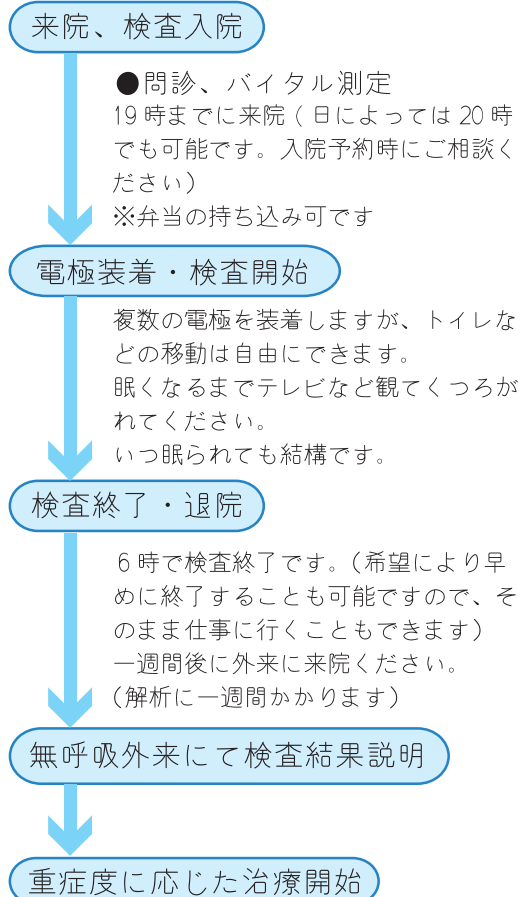 来院、検査入院
●問診、バイタル測定
19時までに来院(日によっては20時
でも可能です。入院予約時にご相談く
ださい)
※弁当の持ち込み可です
電極装着・検査開始
複数の電極を装着しますが、トイレな
どの移動は自由にできます。
眠くなるまでテレビなど観てくつろが
れてください。
いつ眠られても結構です。
検査終了・退院
6時で検査終了です。(希望により早
めに終了することも可能ですので、そ
のまま仕事に行くこともできます)
一週間後に外来に来院ください。
(解析に一週間かかります)
無呼吸外来にて検査結果説明
重症度に応じた治療開始